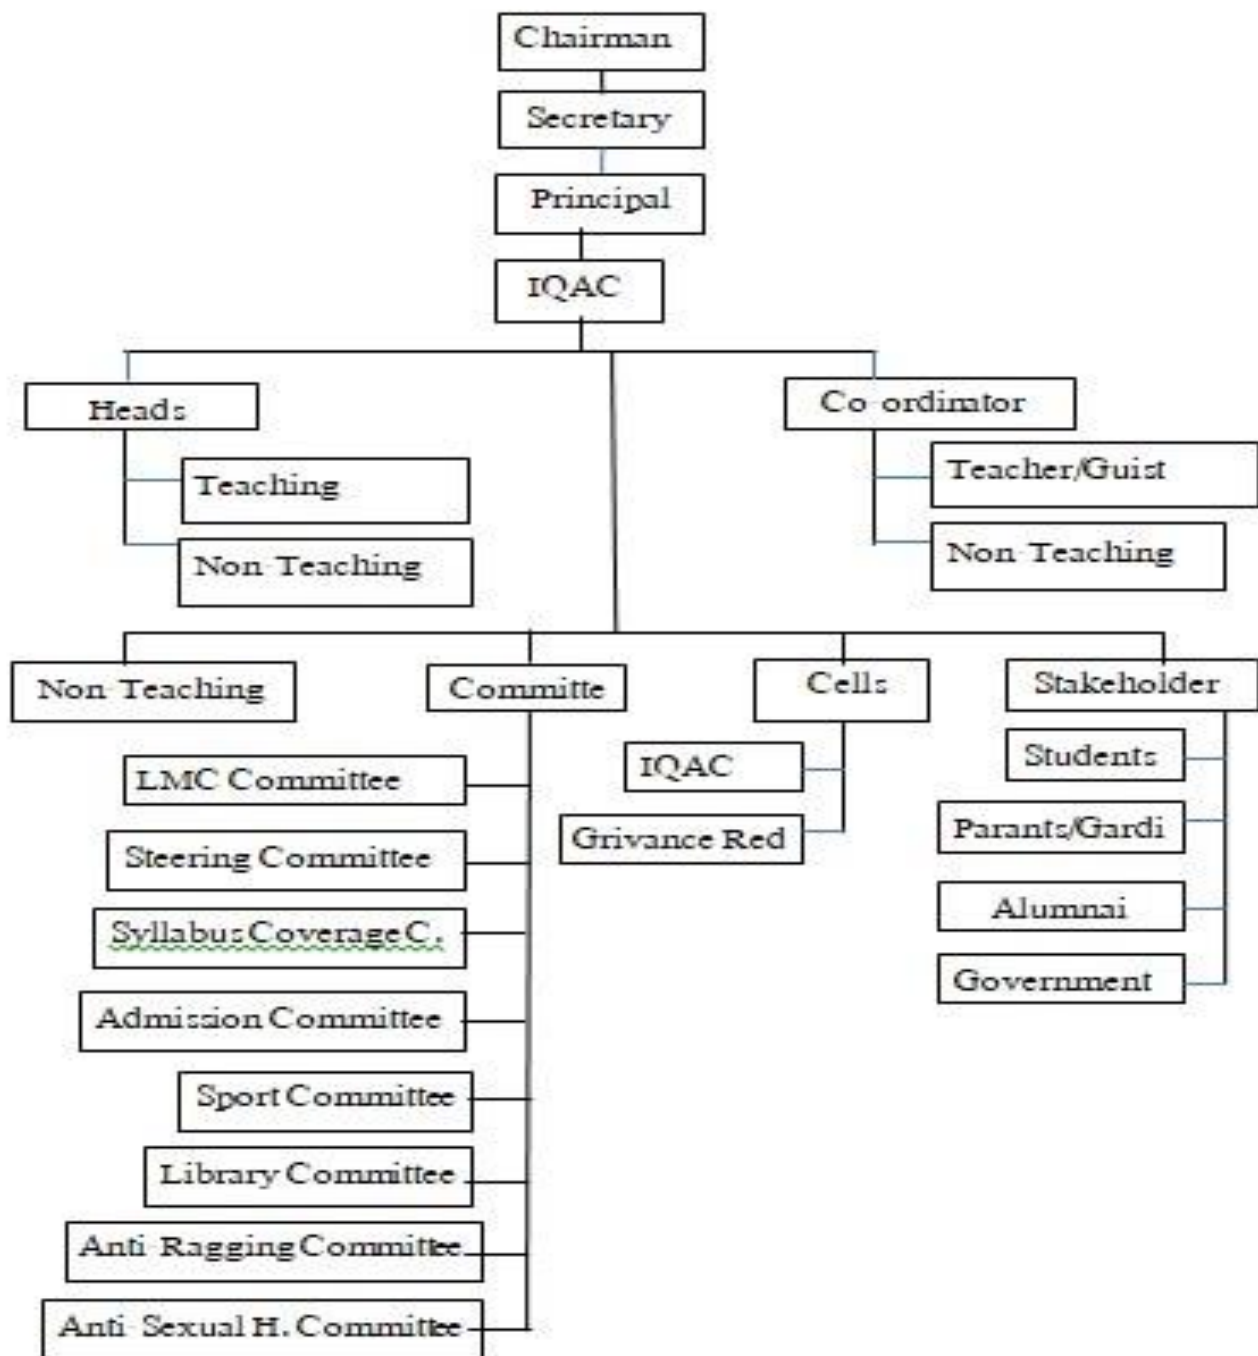 Chairman
Secretary
Principal
IQAC
Heads
Co-ordinator
Teaching
Teacher/Guist
Non-Teaching
Non-Teaching
Non-Teaching
Committe
Cells
Stakeholder
LMC Committee
IQAC
Students
Steering Committee
Grivance Red
Parants/Gardi
Syllabus Coverage C.
Alumnai
Admission Committee
Government
Sport Committee
Library Committee
Anti-Ragging Committee
Anti-Sexual H. Committee